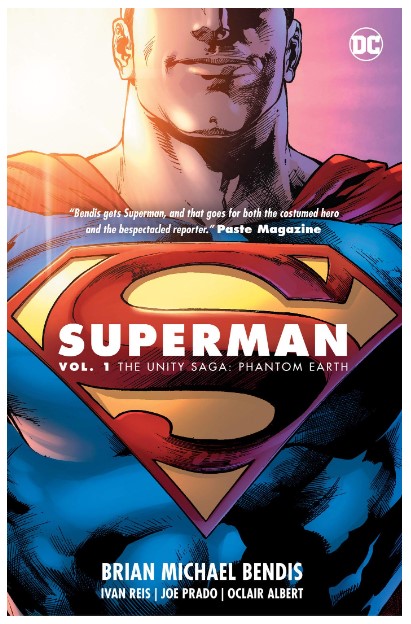 DC
"Bendis gets Superman, and that goes for both the costumed hero
and the bespectacled reporter." Paste Magazine
SUPERMAN
VOL. 1 THE UNITY SAGA: PHANTOM EARTH
BRIAN MICHAEL BENDIS
IVAN REIS | JOE PRADO | OCLAIR ALBERT